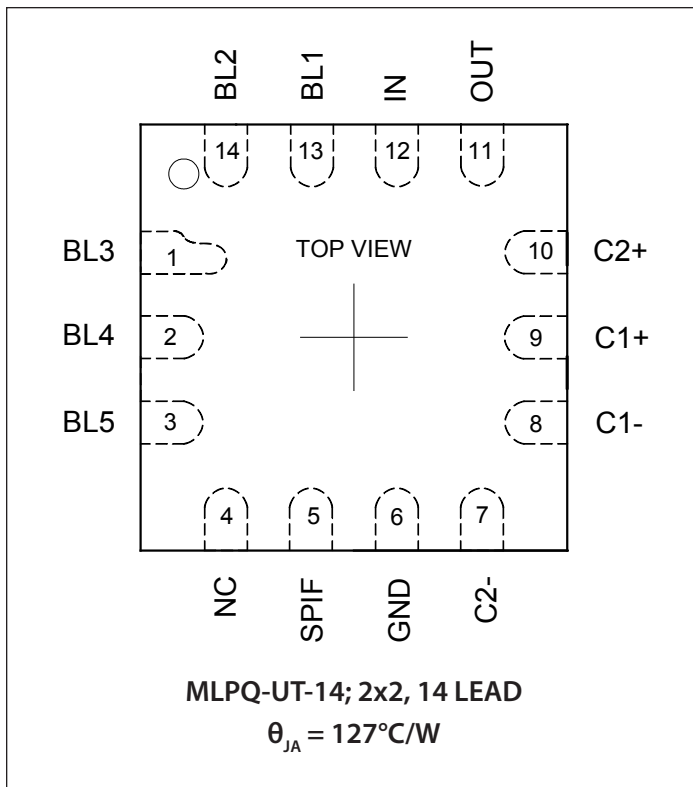 BL2 BL1 IN OUT
14 13 12 11
BL3 1 TOP VIEW 10 C2+
BL4 2 9 C1+
BL5 3 8 C1-
4 5 6 7
NC SPIF GND C2-
MLPQ-UT-14; 2x2, 14 LEAD
θJA = 127°C/W